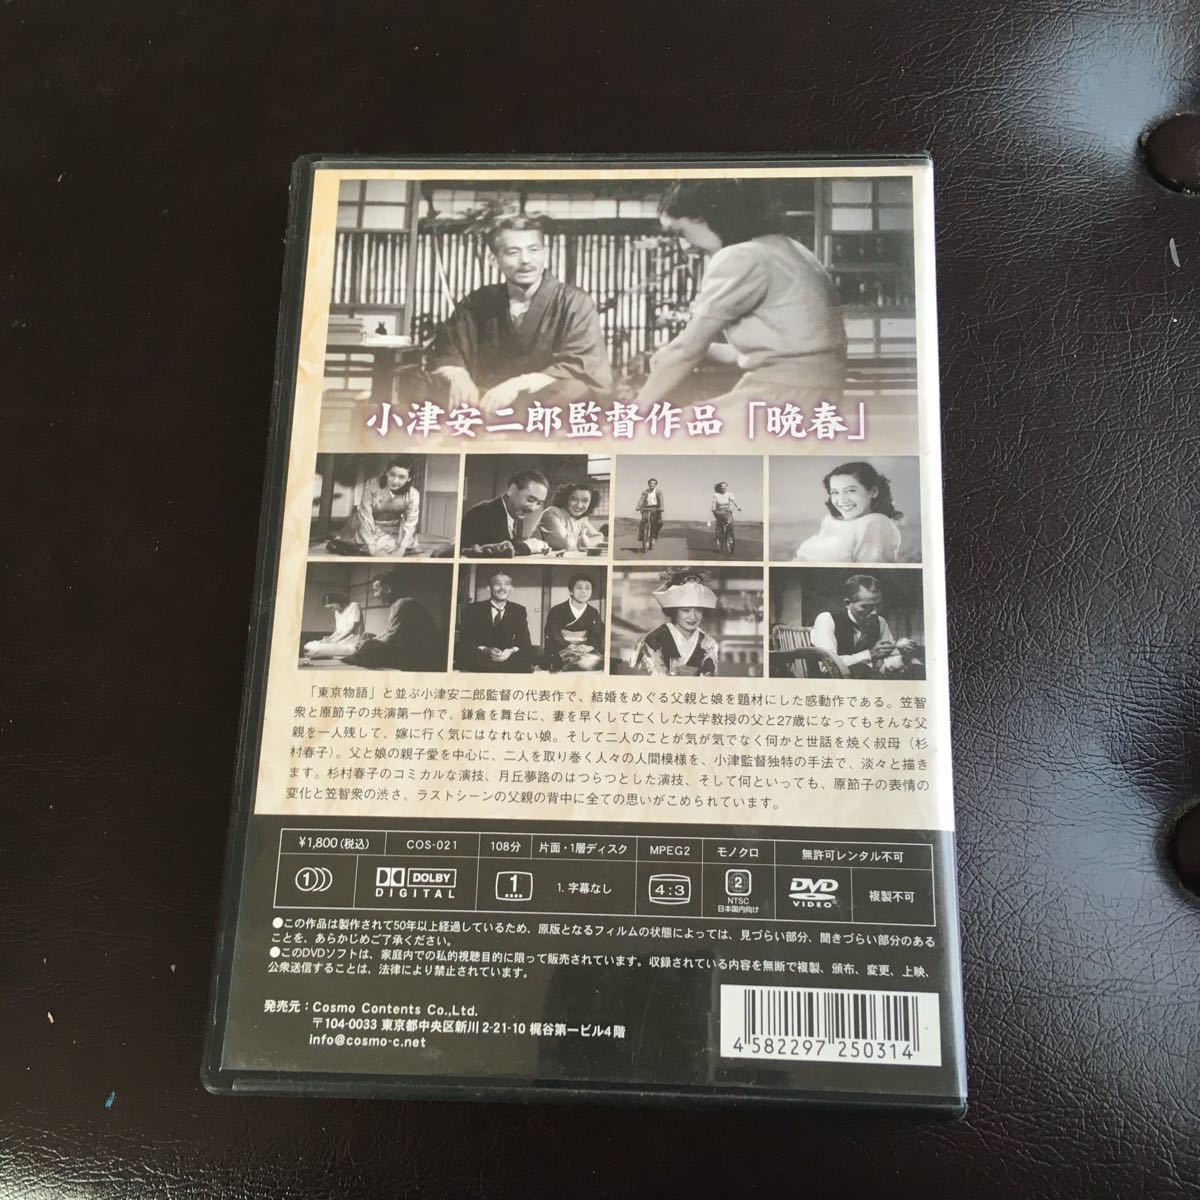 小津安二郎監督作品「晩春」
「東京物語」と並ぶ小津安二郎監督の代表作で、結婚をめぐる父親と娘を題材にした感動作である。笠智
衆と原節子の共演第一作で、鎌倉を舞台に、妻を早くして亡くした大学教授の父と27歳になってもそんな父
親を一人残して、嫁に行く気にはなれない娘。そして二人のことが気が気でなく何かと世話を焼く叔母（杉
村春子）。父と娘の親子愛を中心に、二人を取り巻く人々の人間模様を、小津監督独特の手法で、淡々と描き
ます。杉村春子のコミカルな演技、月丘夢路のはつらつとした演技、そして何といっても、原節子の表情の
変化と笠智衆の渋さ、ラストシーンの父親の背中に全ての思いがこめられています。
¥1,800(税込) COS-021 108分 片面・1層ディスク MPEG2 モノクロ 無許可レンタル不可
1 DOLBY DIGITAL 1 1. 字幕なし 4:3 2 NTSC 日本国内向け DVD VIDEO 複製不可
●この作品は製作されて50年以上経過しているため、原版となるフィルムの状態によっては、見づらい部分、聞きづらい部分のある
ことを、あらかじめご了承ください。
●このDVDソフトは、家庭内での私的視聴目的に限って販売されています。収録されている内容を無断で複製、頒布、変更、上映、
公衆送信することは、法律により禁止されています。
発売元：Cosmo Contents Co.,Ltd.
〒104-0033 東京都中央区新川 2-21-10 梶谷第一ビル4階
info@cosmo-c.net
4 582297 250314